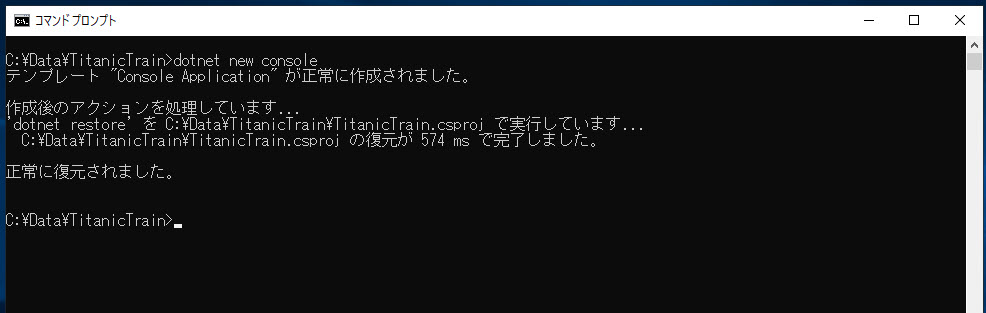 コマンド プロンプト
C:¥Data¥TitanicTrain>dotnet new console
テンプレート "Console Application" が正常に作成されました。
作成後のアクションを処理しています...
'dotnet restore' を C:¥Data¥TitanicTrain¥TitanicTrain.csproj で実行しています...
C:¥Data¥TitanicTrain¥TitanicTrain.csproj の復元が 574 ms で完了しました。
正常に復元されました。
C:¥Data¥TitanicTrain>